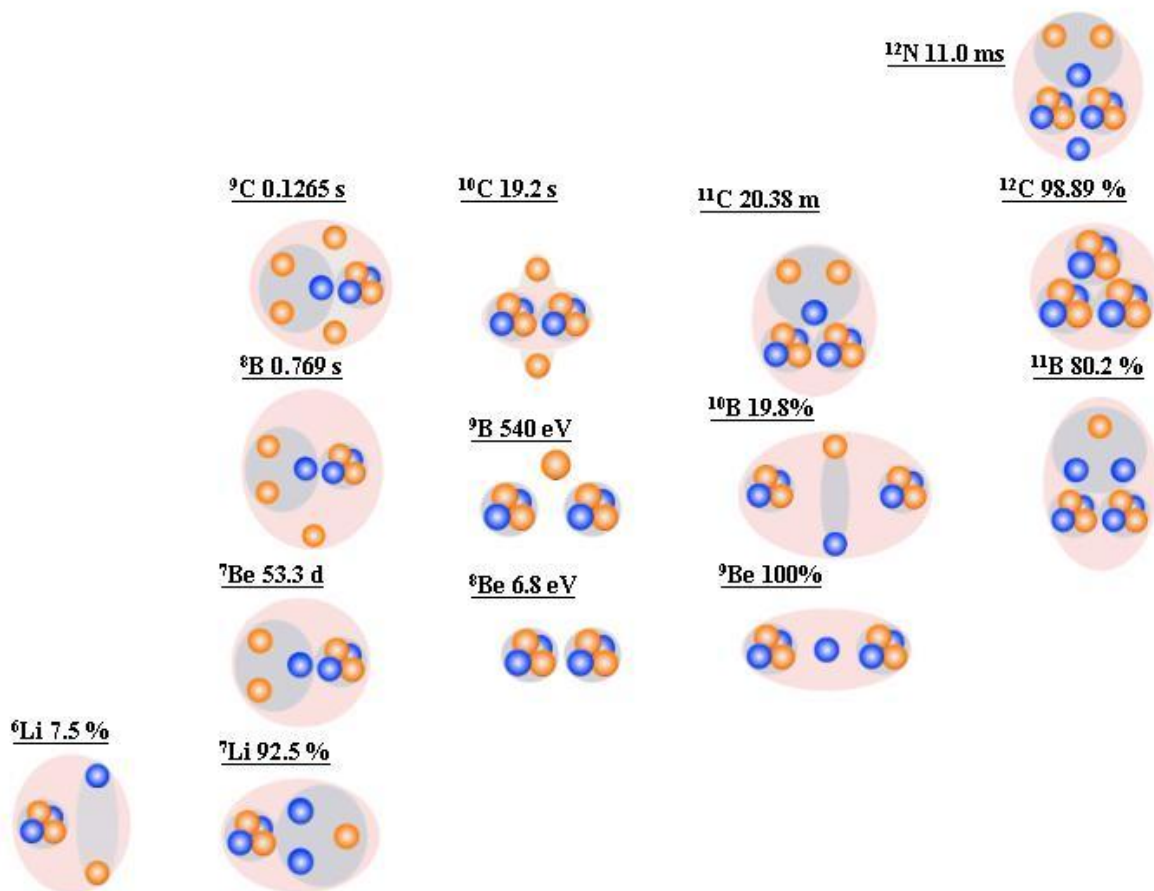 ¹²N 11.0 ms
⁹C 0.1265 s
¹⁰C 19.2 s
¹¹C 20.38 m
¹²C 98.89 %
⁸B 0.769 s
⁹B 540 eV
¹⁰B 19.8%
¹¹B 80.2 %
⁷Be 53.3 d
⁸Be 6.8 eV
⁹Be 100%
⁶Li 7.5 %
⁷Li 92.5 %